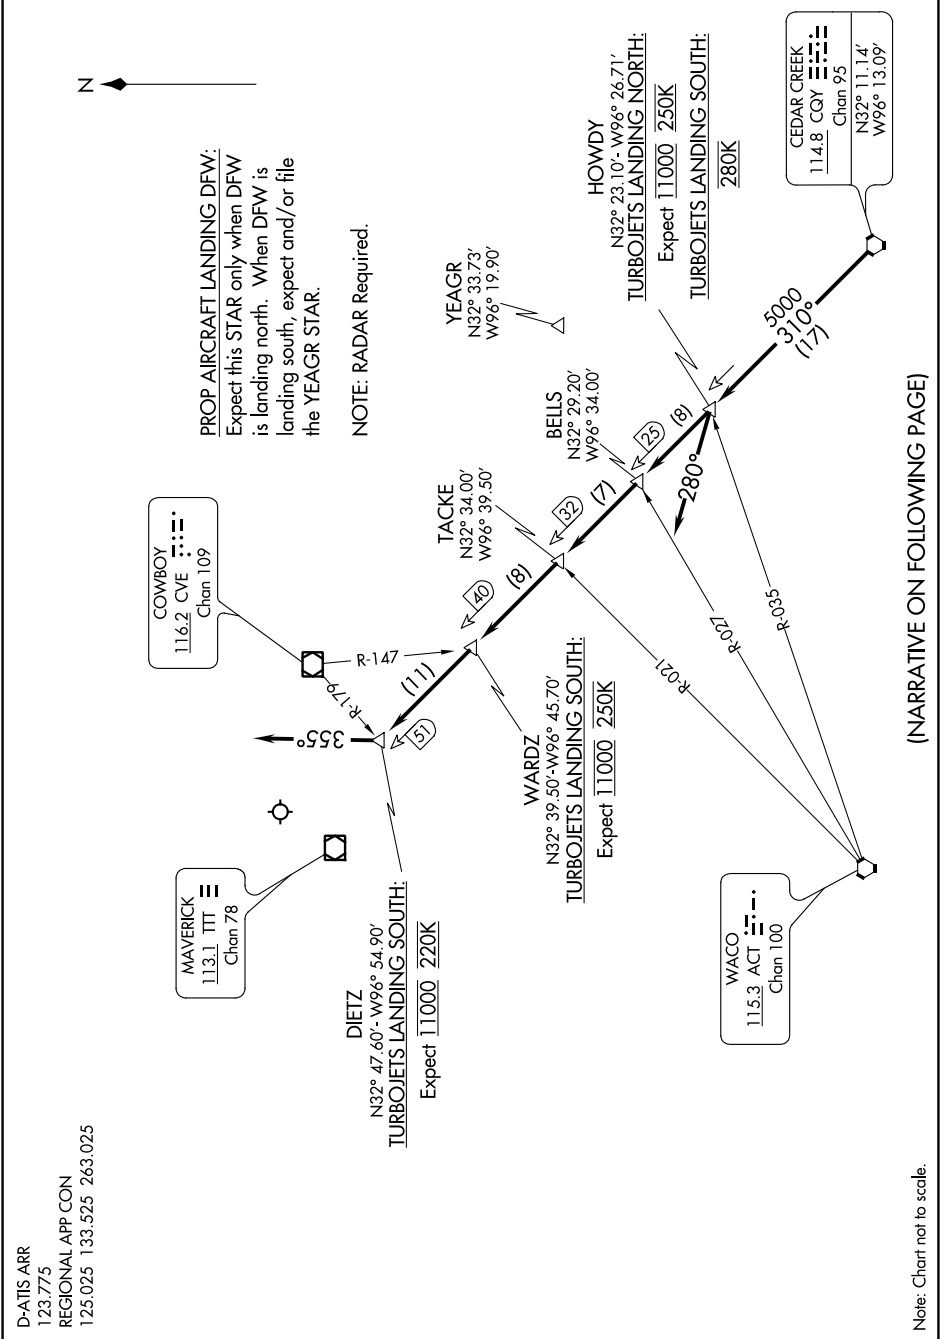 D-ATIS ARR
123.775
REGIONAL APP CON
125.025 133.525 263.025
N
PROP AIRCRAFT LANDING DFW:
Expect this STAR only when DFW
is landing north. When DFW is
landing south, expect and/or file
the YEAGR STAR.
NOTE: RADAR Required.
COWBOY
116.2 CVE
Chan 109
MAVERICK
113.1 TTT
Chan 78
355°
R-179
R-147
DIETZ
N32° 47.60'- W96° 54.90'
TURBOJETS LANDING SOUTH:
Expect 11000 220K
51
(11)
WARDZ
N32° 39.50'-W96° 45.70'
TURBOJETS LANDING SOUTH:
Expect 11000 250K
40
(8)
TACKE
N32° 34.00'
W96° 39.50'
32
(7)
BELLS
N32° 29.20'
W96° 34.00'
25
(8)
YEAGR
N32° 33.73'
W96° 19.90'
HOWDY
N32° 23.10'- W96° 26.71'
TURBOJETS LANDING NORTH:
Expect 11000 250K
TURBOJETS LANDING SOUTH:
280K
280°
5000
310°
(17)
CEDAR CREEK
114.8 CQY
Chan 95
N32° 11.14'
W96° 13.09'
R-021
R-027
R-035
WACO
115.3 ACT
Chan 100
(NARRATIVE ON FOLLOWING PAGE)
Note: Chart not to scale.